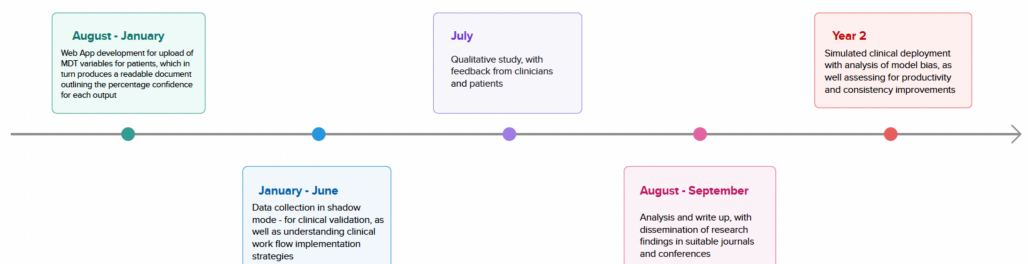 August - January
Web App development for upload of
MDT variables for patients, which in
turn produces a readable document
outlining the percentage confidence
for each output
January - June
Data collection in shadow
mode - for clinical validation, as
well as understanding clinical
work flow implementation
strategies
July
Qualitative study, with
feedback from clinicians
and patients
August - September
Analysis and write up, with
dissemination of research
findings in suitable journals
and conferences
Year 2
Simulated clinical deployment
with analysis of model bias, as
well assessing for productivity
and consistency improvements